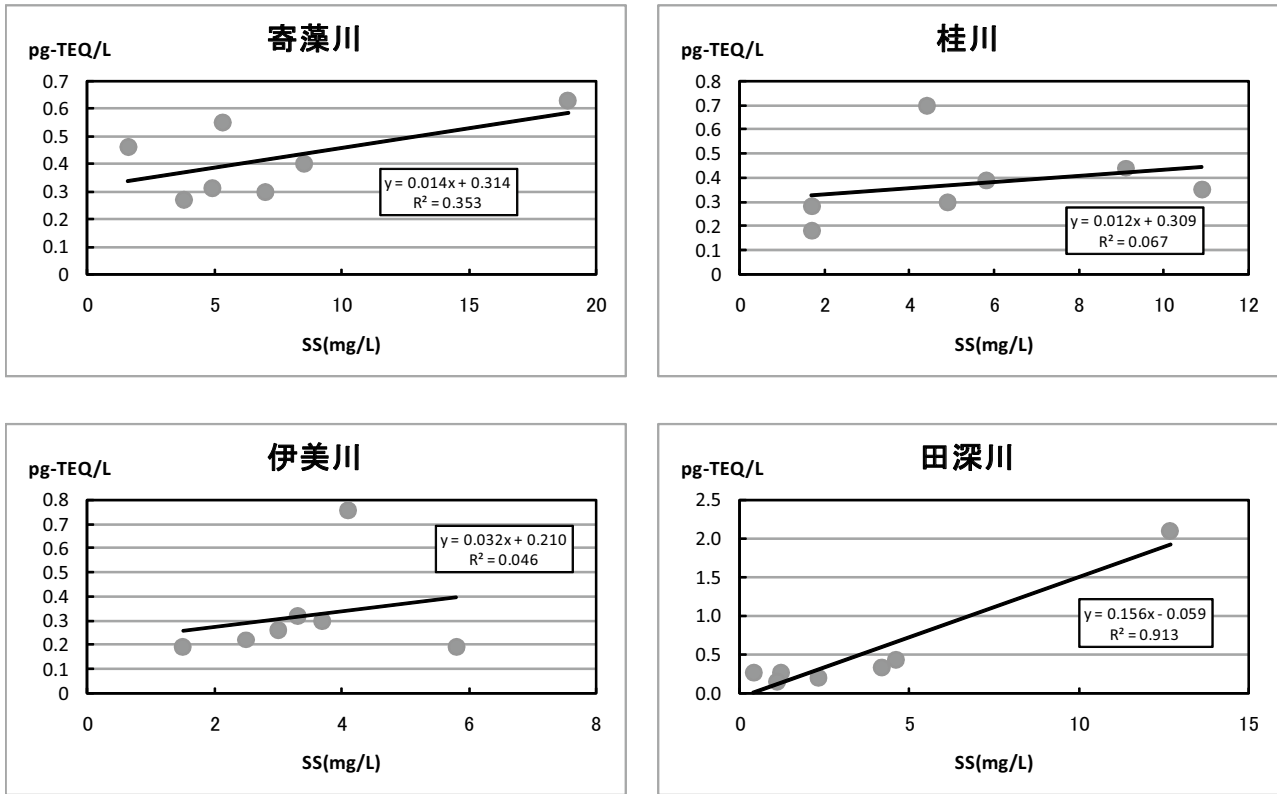 寄藻川
pg-TEQ/L
0.7
0.6
0.5
0.4
0.3
0.2
0.1
0
y = 0.014x + 0.314
R² = 0.353
0 5 10 15 20
SS(mg/L)
桂川
pg-TEQ/L
0.8
0.7
0.6
0.5
0.4
0.3
0.2
0.1
0
y = 0.012x + 0.309
R² = 0.067
0 2 4 6 8 10 12
SS(mg/L)
伊美川
pg-TEQ/L
0.8
0.7
0.6
0.5
0.4
0.3
0.2
0.1
0
y = 0.032x + 0.210
R² = 0.046
0 2 4 6 8
SS(mg/L)
田深川
pg-TEQ/L
2.5
2.0
1.5
1.0
0.5
0.0
y = 0.156x - 0.059
R² = 0.913
0 5 10 15
SS(mg/L)